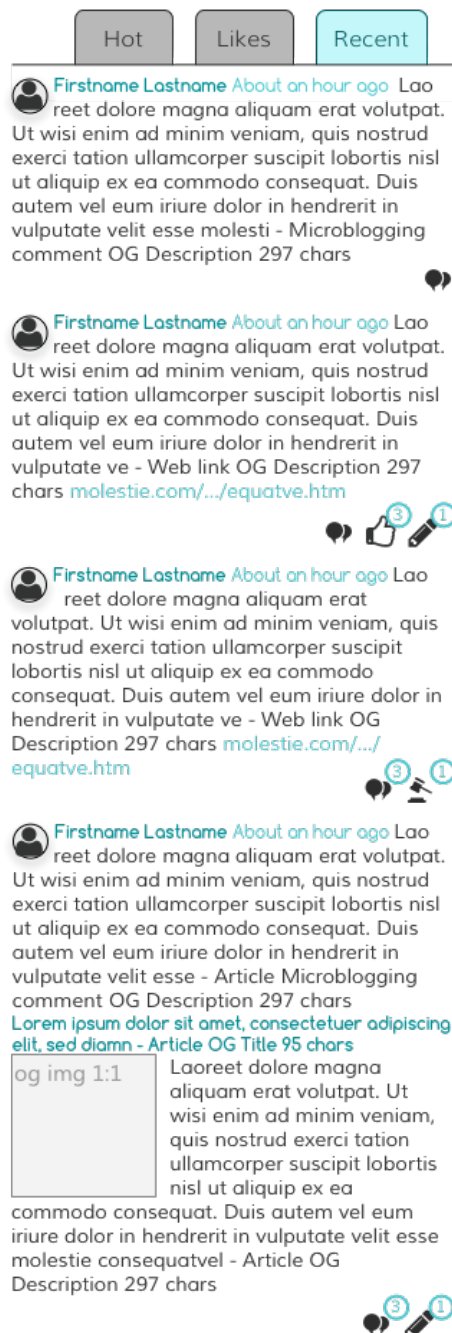 Hot Likes Recent
Firstname Lastname About an hour ago Lao
reet dolore magna aliquam erat volutpat.
Ut wisi enim ad minim veniam, quis nostrud
exerci tation ullamcorper suscipit lobortis nisl
ut aliquip ex ea commodo consequat. Duis
autem vel eum iriure dolor in hendrerit in
vulputate velit esse molesti - Microblogging
comment OG Description 297 chars
Firstname Lastname About an hour ago Lao
reet dolore magna aliquam erat volutpat.
Ut wisi enim ad minim veniam, quis nostrud
exerci tation ullamcorper suscipit lobortis nisl
ut aliquip ex ea commodo consequat. Duis
autem vel eum iriure dolor in hendrerit in
vulputate ve - Web link OG Description 297
chars molestie.com/.../equatve.htm
3 1
Firstname Lastname About an hour ago Lao
reet dolore magna aliquam erat
volutpat. Ut wisi enim ad minim veniam, quis
nostrud exerci tation ullamcorper suscipit
lobortis nisl ut aliquip ex ea commodo
consequat. Duis autem vel eum iriure dolor in
hendrerit in vulputate ve - Web link OG
Description 297 chars molestie.com/.../
equatve.htm
3 1
Firstname Lastname About an hour ago Lao
reet dolore magna aliquam erat volutpat.
Ut wisi enim ad minim veniam, quis nostrud
exerci tation ullamcorper suscipit lobortis nisl
ut aliquip ex ea commodo consequat. Duis
autem vel eum iriure dolor in hendrerit in
vulputate velit esse - Article Microblogging
comment OG Description 297 chars
Lorem ipsum dolor sit amet, consectetuer adipiscing
elit, sed diamn - Article OG Title 95 chars
og img 1:1
Laoreet dolore magna
aliquam erat volutpat. Ut
wisi enim ad minim veniam,
quis nostrud exerci tation
ullamcorper suscipit lobortis
nisl ut aliquip ex ea
commodo consequat. Duis autem vel eum
iriure dolor in hendrerit in vulputate velit esse
molestie consequatvel - Article OG
Description 297 chars
3 1